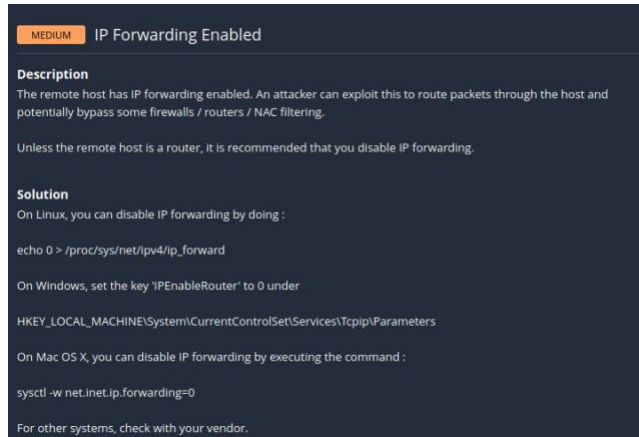 MEDIUM IP Forwarding Enabled
Description
The remote host has IP forwarding enabled. An attacker can exploit this to route packets through the host and
potentially bypass some firewalls / routers / NAC filtering.
Unless the remote host is a router, it is recommended that you disable IP forwarding.
Solution
On Linux, you can disable IP forwarding by doing :
echo 0 > /proc/sys/net/ipv4/ip_forward
On Windows, set the key 'IPEnableRouter' to 0 under
HKEY_LOCAL_MACHINE\System\CurrentControlSet\Services\Tcpip\Parameters
On Mac OS X, you can disable IP forwarding by executing the command :
sysctl -w net.inet.ip.forwarding=0
For other systems, check with your vendor.